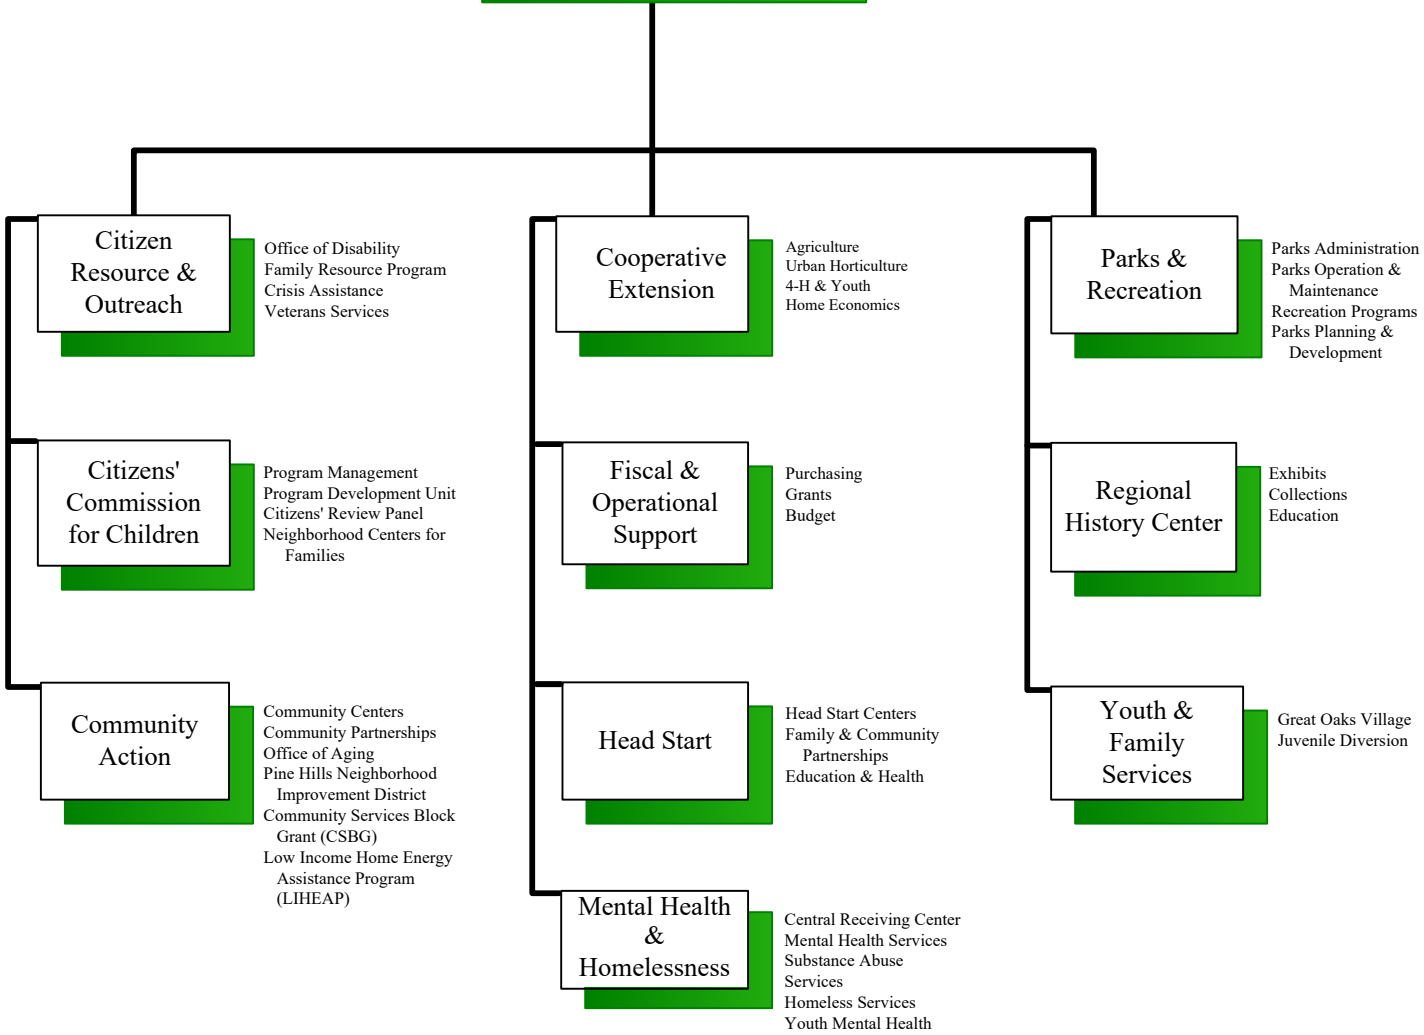 Citizen
Resource &
Outreach
Office of Disability
Family Resource Program
Crisis Assistance
Veterans Services
Cooperative
Extension
Agriculture
Urban Horticulture
4-H & Youth
Home Economics
Parks &
Recreation
Parks Administration
Parks Operation &
Maintenance
Recreation Programs
Parks Planning &
Development
Citizens'
Commission
for Children
Program Management
Program Development Unit
Citizens' Review Panel
Neighborhood Centers for
Families
Fiscal &
Operational
Support
Purchasing
Grants
Budget
Regional
History Center
Exhibits
Collections
Education
Community
Action
Community Centers
Community Partnerships
Office of Aging
Pine Hills Neighborhood
Improvement District
Community Services Block
Grant (CSBG)
Low Income Home Energy
Assistance Program
(LIHEAP)
Head Start
Head Start Centers
Family & Community
Partnerships
Education & Health
Youth &
Family
Services
Great Oaks Village
Juvenile Diversion
Mental Health
&
Homelessness
Central Receiving Center
Mental Health Services
Substance Abuse
Services
Homeless Services
Youth Mental Health